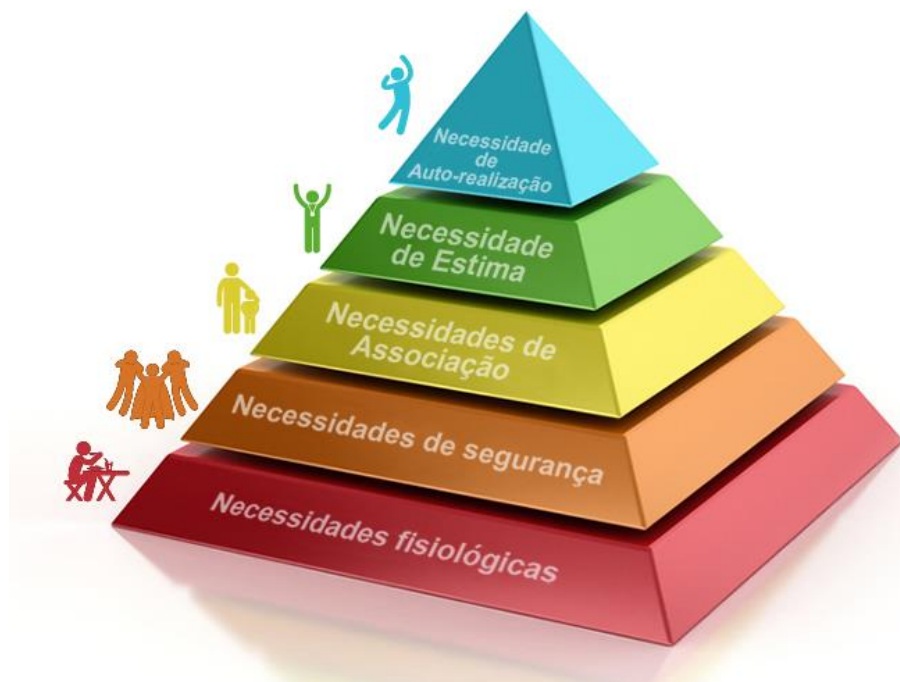 Necessidade
de
Auto-realização
Necessidade
de Estima
Necessidades de
Associação
Necessidades de segurança
Necessidades fisiológicas